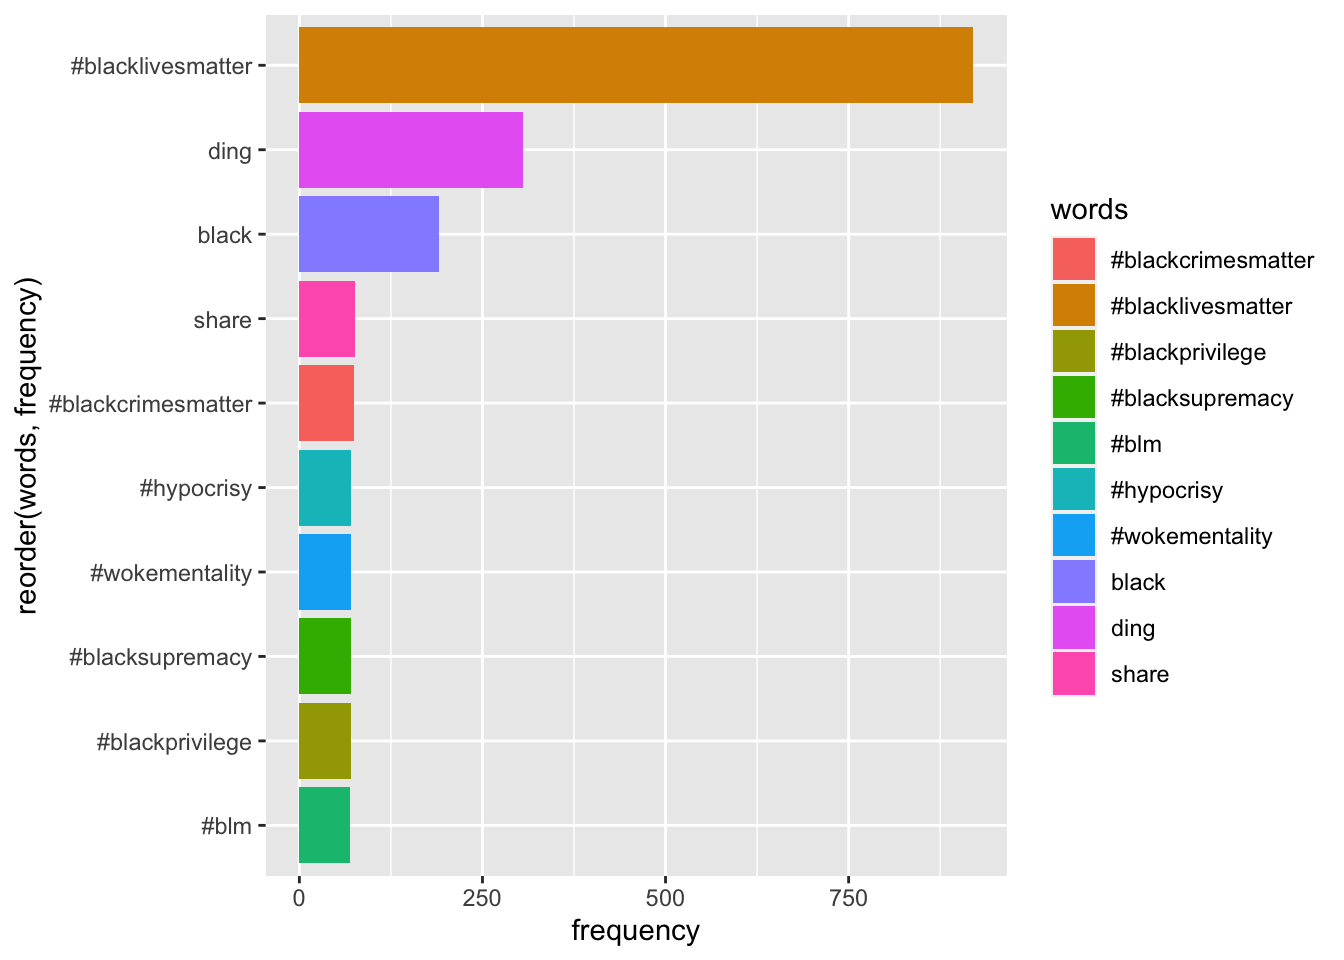 #blacklivesmatter
ding
black
share
#blackcrimesmatter
#hypocrisy
#wokementality
#blacksupremacy
#blackprivilege
#blm
reorder(words, frequency)
0 250 500 750
frequency
words
#blackcrimesmatter
#blacklivesmatter
#blackprivilege
#blacksupremacy
#blm
#hypocrisy
#wokementality
black
ding
share